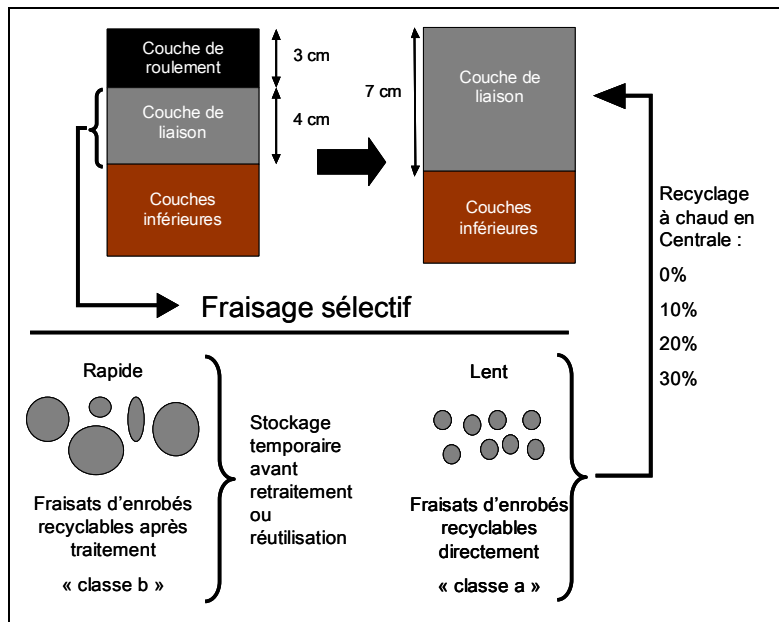 Couche de
roulement
3 cm
Couche de
liaison
4 cm
Couches
inférieures
7 cm
Couche de
liaison
Couches
inférieures
Recyclage
à chaud en
Centrale :
0%
10%
20%
30%
Fraisage sélectif
Rapide
Fraisats d’enrobés
recyclables après
traitement
« classe b »
Stockage
temporaire
avant
retraitement
ou
réutilisation
Lent
Fraisats d’enrobés
recyclables
directement
« classe a »